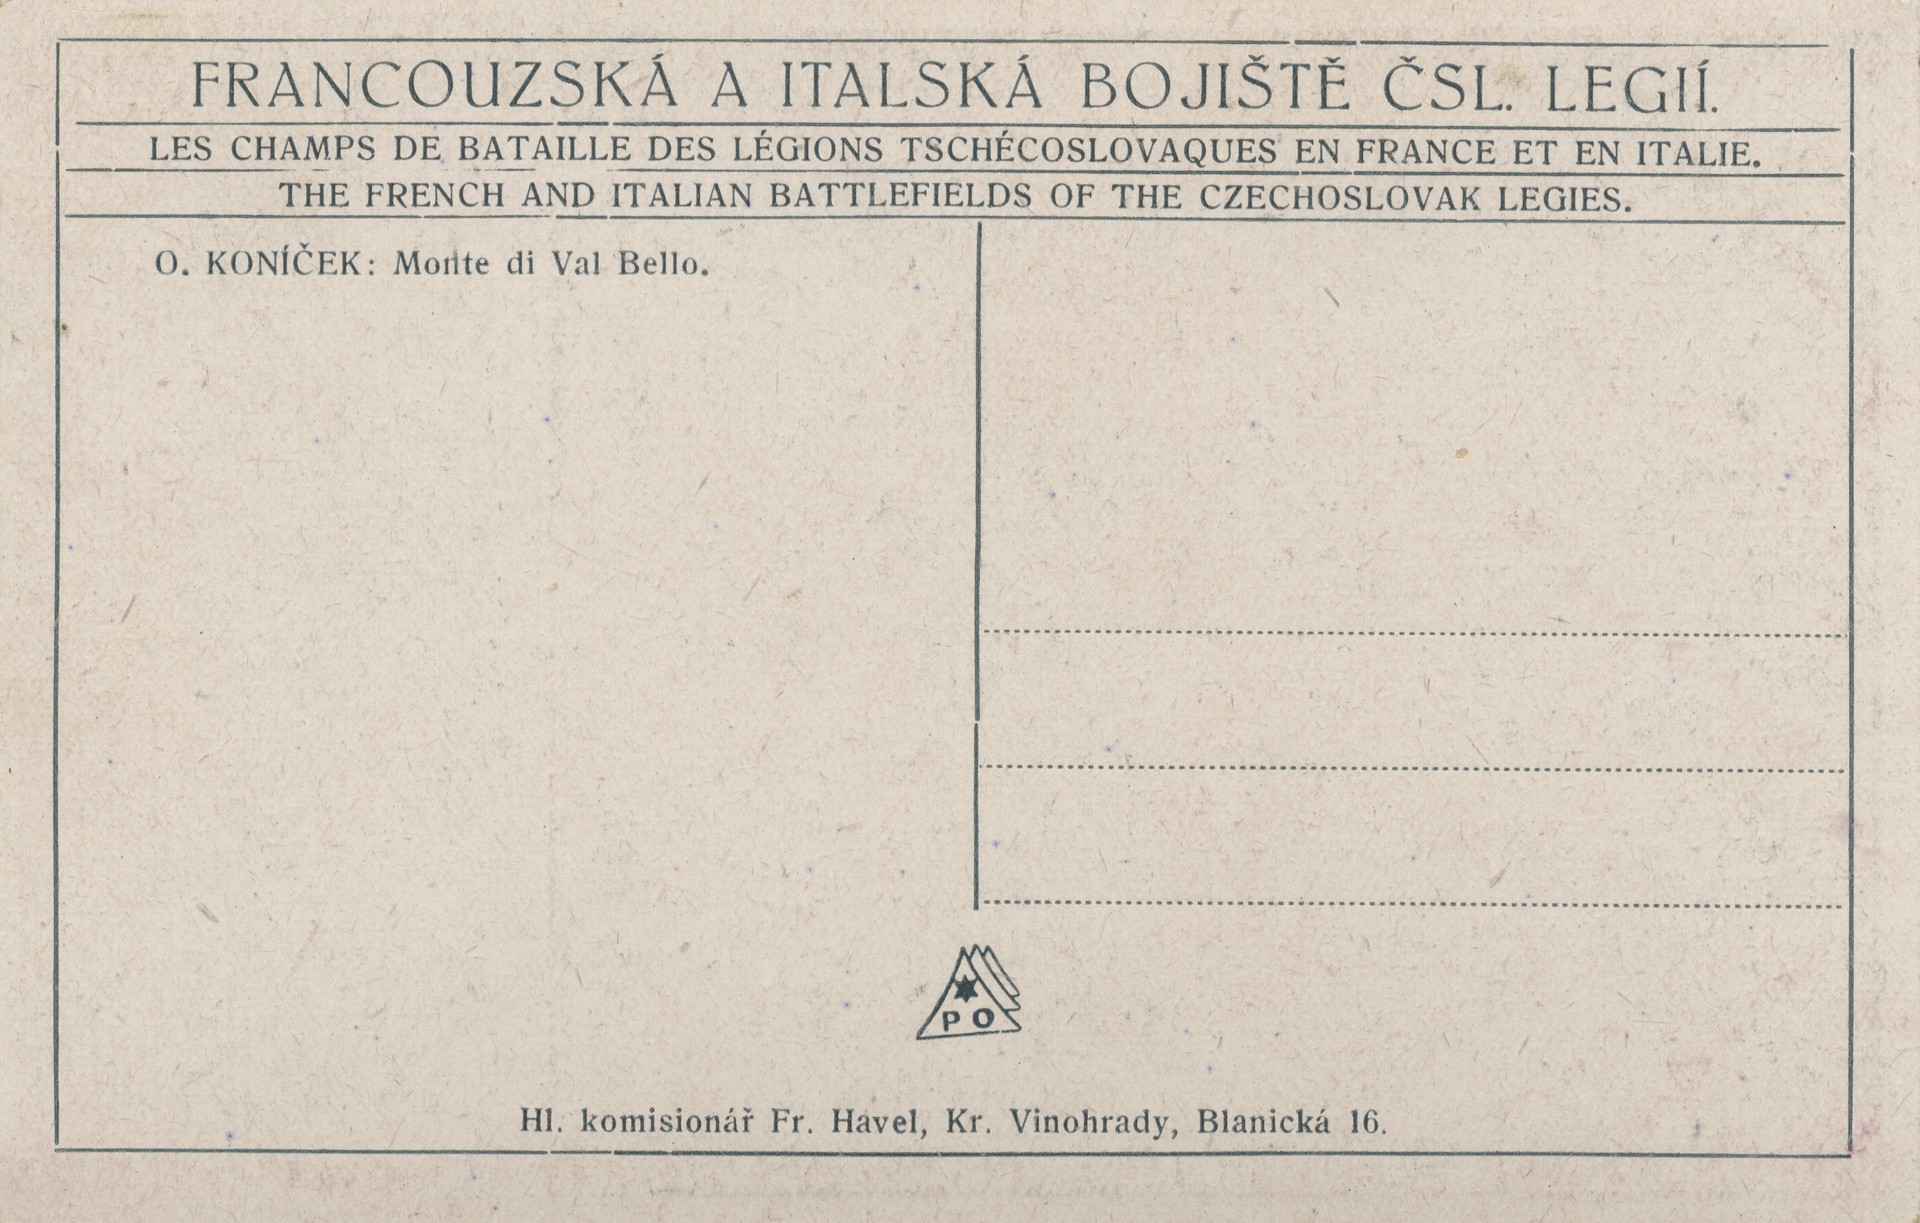 FRANCOUZSKÁ A ITALSKÁ BOJIŠTĚ ČSL. LEGIÍ.
LES CHAMPS DE BATAILLE DES LÉGIONS TSCHÉCOSLOVAQUES EN FRANCE ET EN ITALIE.
THE FRENCH AND ITALIAN BATTLEFIELDS OF THE CZECHOSLOVAK LEGIES.
O. KONÍČEK: Monte di Val Bello.
P O
Hl. komisionář Fr. Havel, Kr. Vinohrady, Blanická 16.